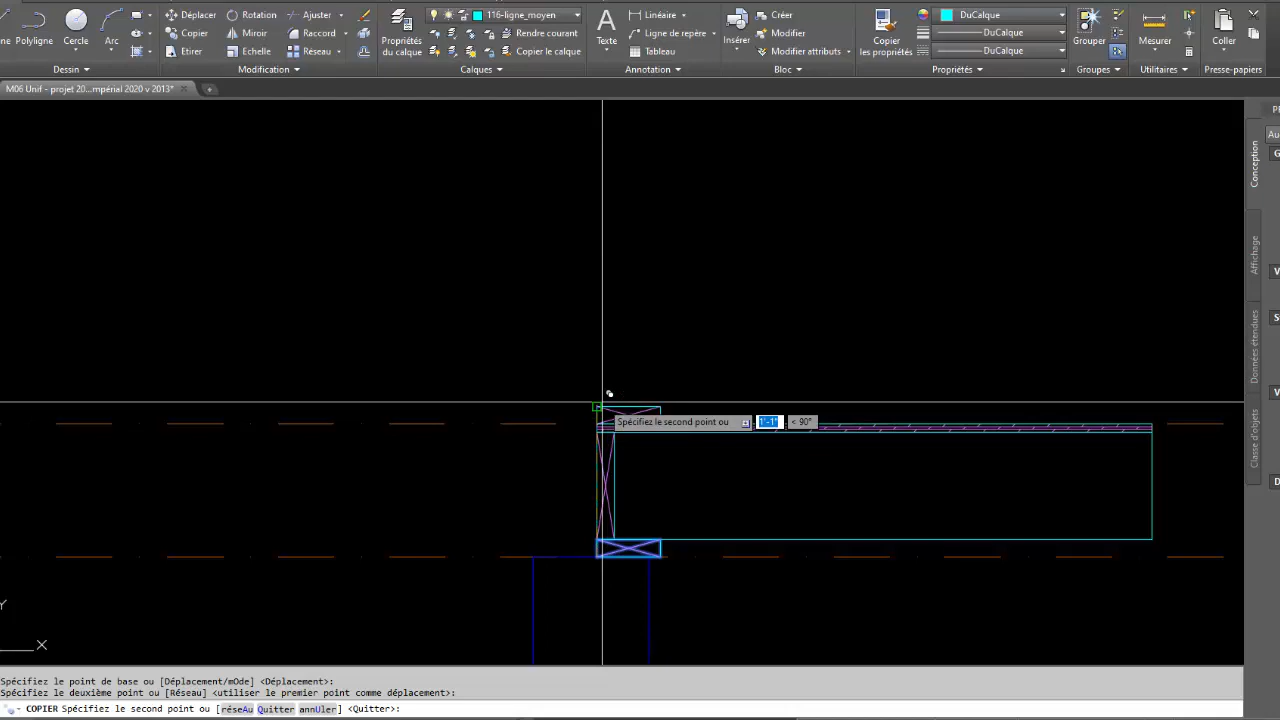 Déplacer Rotation Ajuster 116-ligne_moyen Linéaire Créer DuCalque
Polyligne Cercle Arc Copier Miroir Raccord Propriétés du calque Rendre courant Texte Ligne de repère Insérer Modifier Copier les propriétés DuCalque Grouper Mesurer Coller
Etirer Echelle Réseau Copier le calque Tableau Modifier attributs DuCalque
Dessin Modification Calques Annotation Bloc Propriétés Groupes Utilitaires Presse-papiers
M06 Unif - projet 20...mpérial 2020 v 2013*
Conception
Affichage
Données étendues
Classe d'objets
Spécifiez le second point ou 1'-1" < 90°
Y
X
Spécifiez le point de base ou [Déplacement/mOde] <Déplacement>:
Spécifiez le deuxième point ou [Réseau] <utiliser le premier point comme déplacement>:
COPIER Spécifiez le second point ou [réseAu Quitter annUler] <Quitter>: